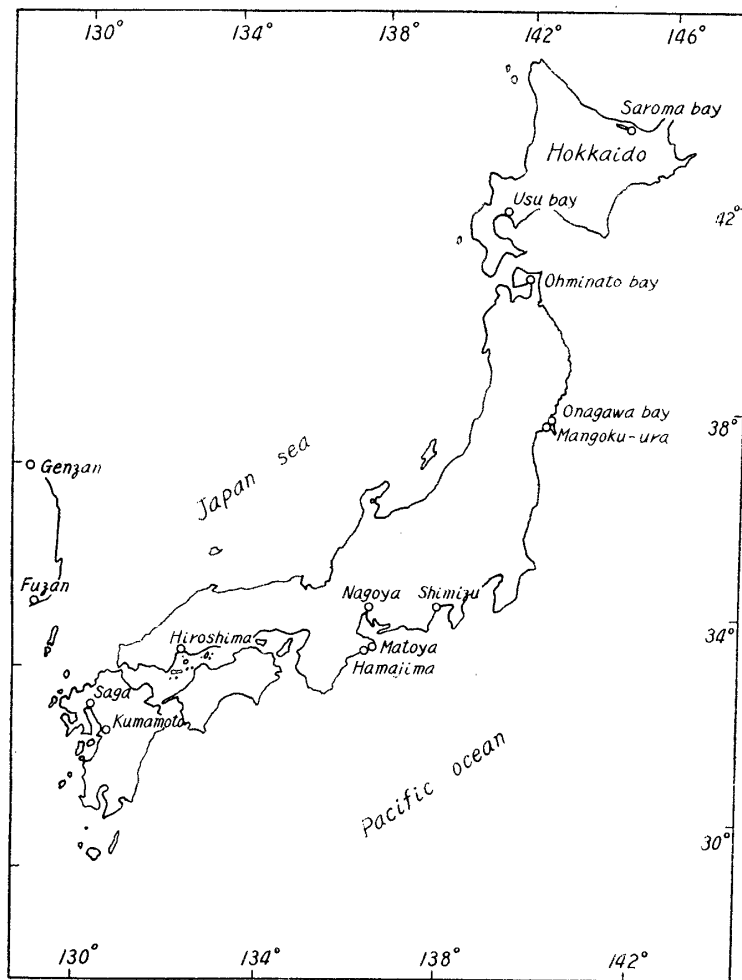 130° 134° 138° 142° 146°
Saroma bay
Hokkaido
Usu bay
42°
Ohminato bay
Onagawa bay
38°
Mangoku-ura
Japan sea
Genzan
Fuzan
Nagoya Shimizu
34°
Hiroshima
Matoya
Hamajima
Saga
Kumamoto
Pacific ocean
30°
130° 134° 138° 142°